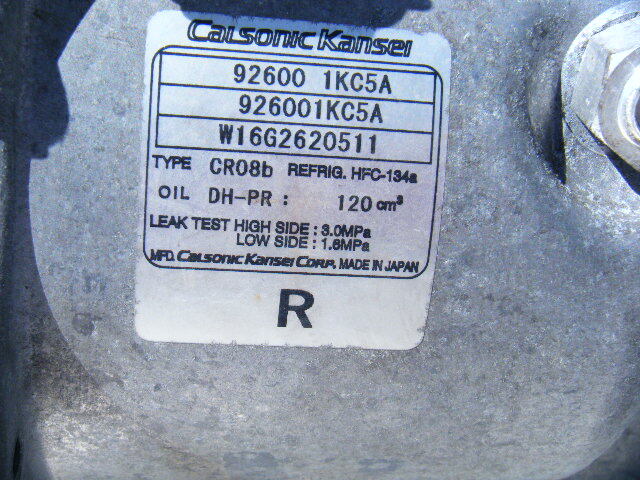 Calsonic Kansei
92600 1KC5A
926001KC5A
W16G2620511
TYPE CR08b REFRIG. HFC-134a
OIL DH-PR : 120 cm³
LEAK TEST HIGH SIDE : 3.0MPa
LOW SIDE : 1.6MPa
MFD. Calsonic Kansei Corp. MADE IN JAPAN
R